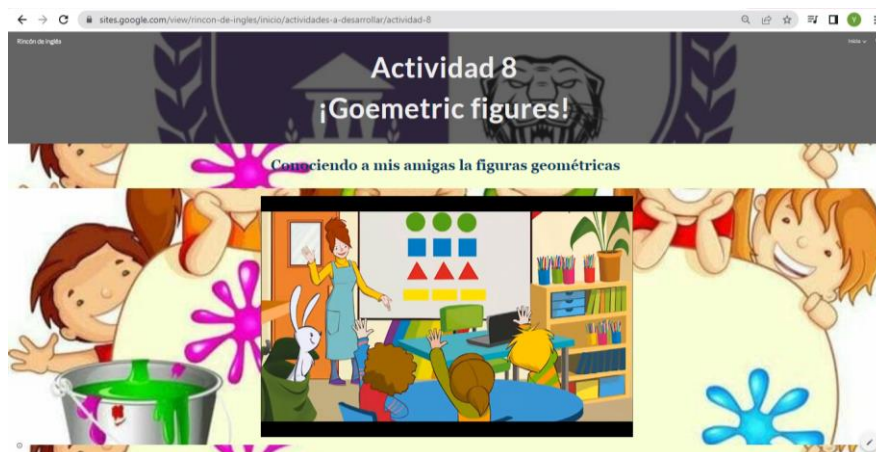 sites.google.com/view/rincon-de-ingles/inicio/actividades-a-desarrollar/actividad-8
Rincón de Inglés
Inicio
Actividad 8
¡Goemetric figures!
Conociendo a mis amigas la figuras geométricas